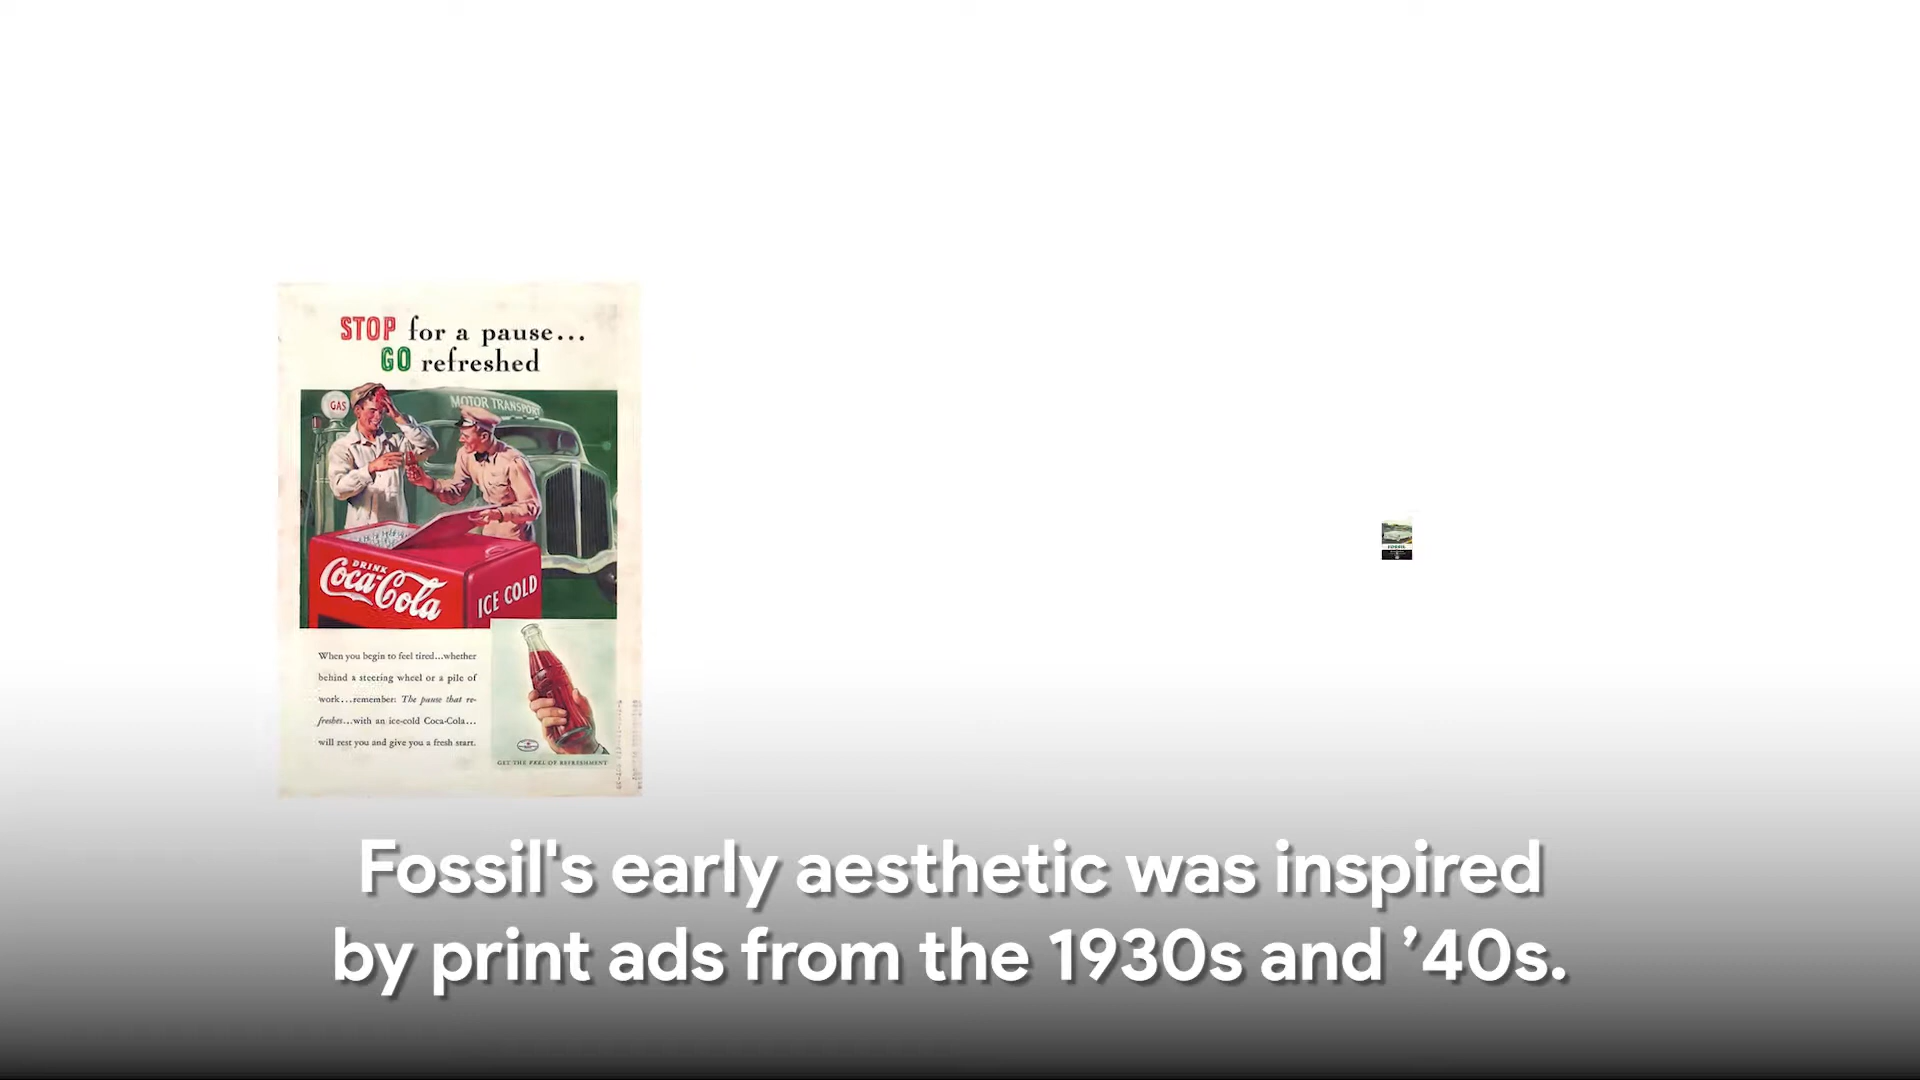 STOP for a pause...
GO refreshed
GAS
MOTOR TRANSPORT
DRINK
Coca-Cola
ICE COLD
When you begin to feel tired...whether
behind a steering wheel or a pile of
work...remember: The pause that re-
freshes...with an ice-cold Coca-Cola...
will rest you and give you a fresh start.
GET THE FEEL OF REFRESHMENT
FOSSIL
Fossil's early aesthetic was inspired
by print ads from the 1930s and ’40s.